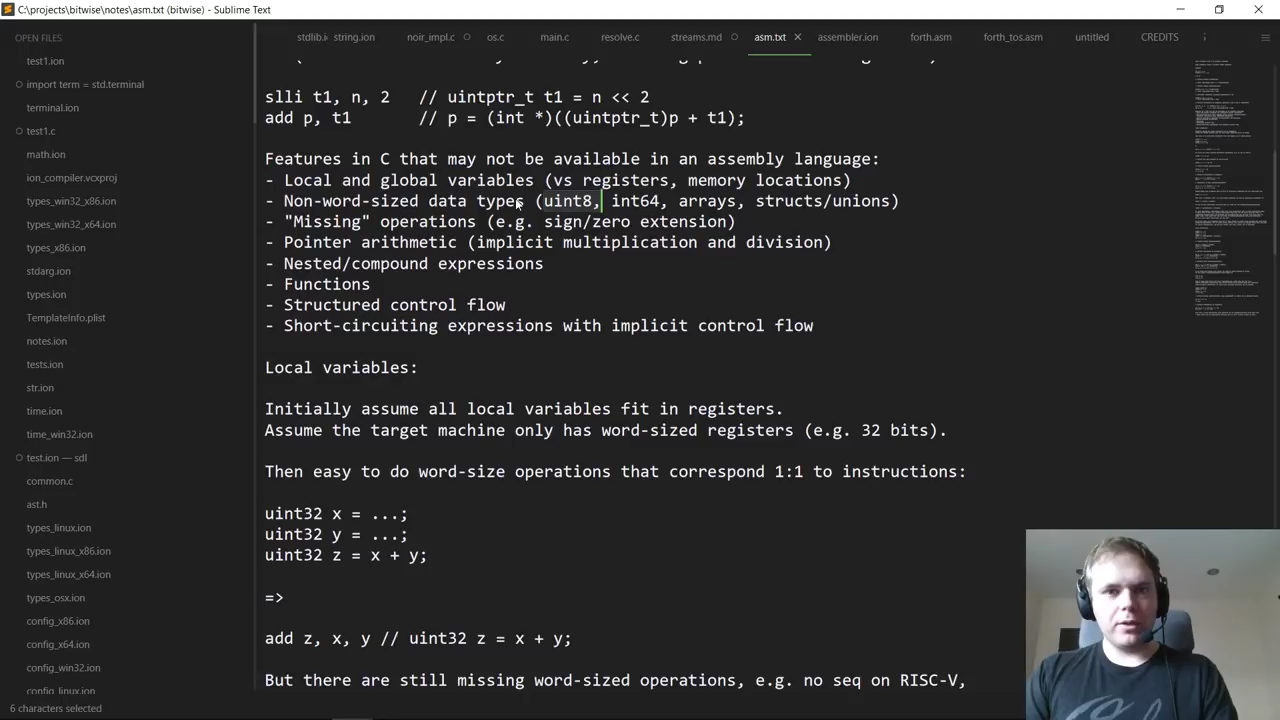 C:\projects\bitwise\notes\asm.txt (bitwise) - Sublime Text
OPEN FILES
stdlib.i string.ion noir_impl.c os.c main.c resolve.c streams.md asm.txt assembler.ion forth.asm forth_tos.asm untitled CREDITS
test1.ion
import term = std.terminal
terminal.ion
test1.c
math.ion
ion_compiler.vcxproj
types_win32_x86.ion
types_win32_x64.ion
types_x86.ion
stdarg.ion
types.ion
TemplateInfo.plist
notes.ion
tests.ion
str.ion
time.ion
time_win32.ion
test.ion — sdl
common.c
ast.h
types_linux.ion
types_linux_x86.ion
types_linux_x64.ion
types_osx.ion
config_x86.ion
config_x64.ion
config_win32.ion
config_linux.ion
6 characters selected
slli t1, n, 2 // uintptr_t t1 = n << 2
add p, t1 // p = (int *)((uintptr_t)p + t1);
Features in C that may not be available in an assembly language:
- Local and global variables (vs registers, memory locations)
- Non-word-sized data types (uint8, int64, arrays, structs/unions)
- "Missing" operations (multiply, sign extension)
- Pointer arithmetic (implicit multiplication and division)
- Nested/compound expressions
- Functions
- Structured control flow
- Short-circuiting expressions with implicit control flow
Local variables:
Initially assume all local variables fit in registers.
Assume the target machine only has word-sized registers (e.g. 32 bits).
Then easy to do word-size operations that correspond 1:1 to instructions:
uint32 x = ...;
uint32 y = ...;
uint32 z = x + y;
=>
add z, x, y // uint32 z = x + y;
But there are still missing word-sized operations, e.g. no seq on RISC-V,